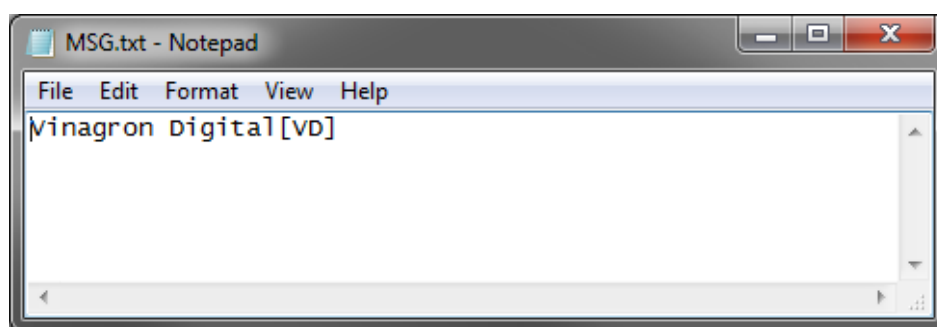 MSG.txt - Notepad
File Edit Format View Help
Vinagron Digital[VD]